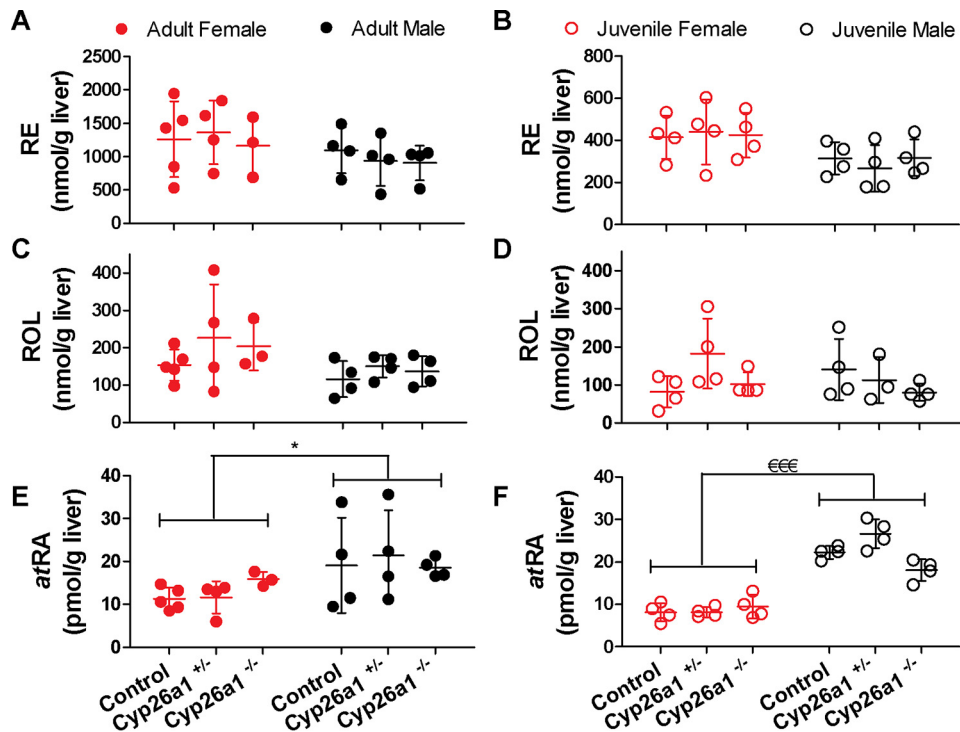 A
Adult Female
Adult Male
B
Juvenile Female
Juvenile Male
RE
(nmol/g liver)
2500
2000
1500
1000
500
0
RE
(nmol/g liver)
800
600
400
200
0
C
ROL
(nmol/g liver)
400
300
200
100
0
D
ROL
(nmol/g liver)
400
300
200
100
0
E
atRA
(pmol/g liver)
40
30
20
10
0
*
Control
Cyp26a1 +/-
Cyp26a1 -/-
Control
Cyp26a1 +/-
Cyp26a1 -/-
F
atRA
(pmol/g liver)
40
30
20
10
0
€€€
Control
Cyp26a1 +/-
Cyp26a1 -/-
Control
Cyp26a1 +/-
Cyp26a1 -/-